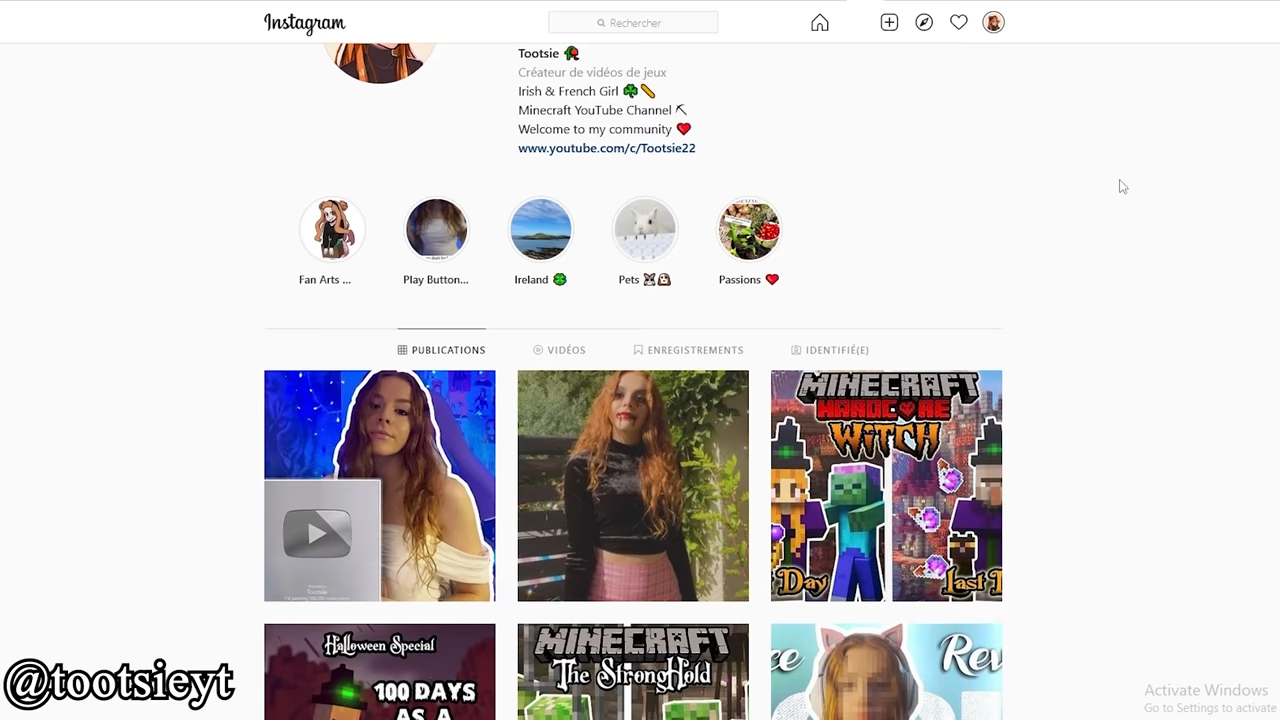 Instagram
Rechercher
Tootsie
Créateur de vidéos de jeux
Irish & French Girl
Minecraft YouTube Channel
Welcome to my community
www.youtube.com/c/Tootsie22
Fan Arts ...
Play Button...
Ireland
Pets
Passions
PUBLICATIONS
VIDÉOS
ENREGISTREMENTS
IDENTIFIÉ(E)
Tootsie
MINECRAFT
HARDCORE
WITCH
Day
Last
Halloween Special
100 DAYS
AS A
MINECRAFT
The StrongHold
Rev
@tootsieyt
Activate Windows
Go to Settings to activate